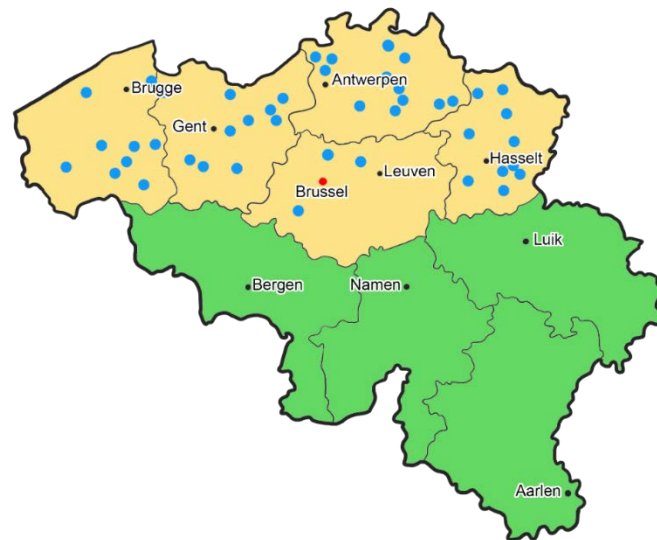 Brugge
Antwerpen
Gent
Hasselt
Leuven
Brussel
Luik
Bergen
Namen
Aarlen